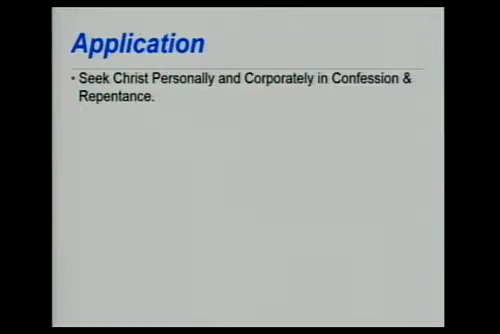 Application
• Seek Christ Personally and Corporately in Confession &
Repentance.